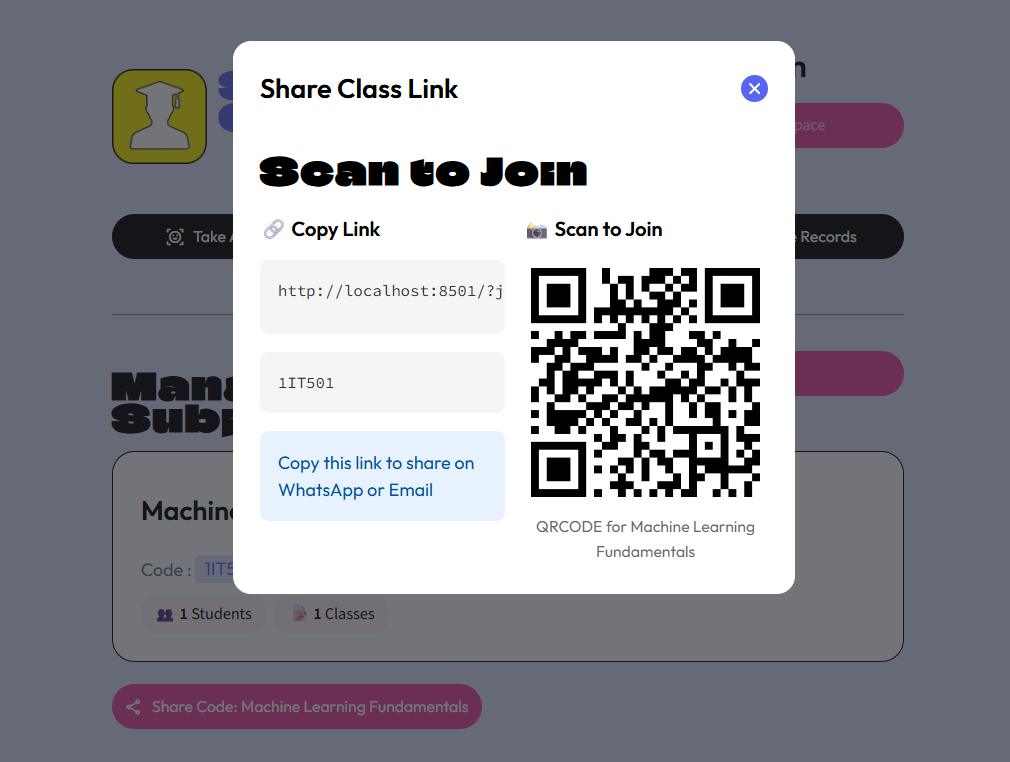 Share Class Link
Scan to Join
Copy Link
Scan to Join
http://localhost:8501/?j
1IT501
Copy this link to share on
WhatsApp or Email
QRCODE for Machine Learning
Fundamentals
Take
Records
Code :
1 Students
1 Classes
Share Code: Machine Learning Fundamentals